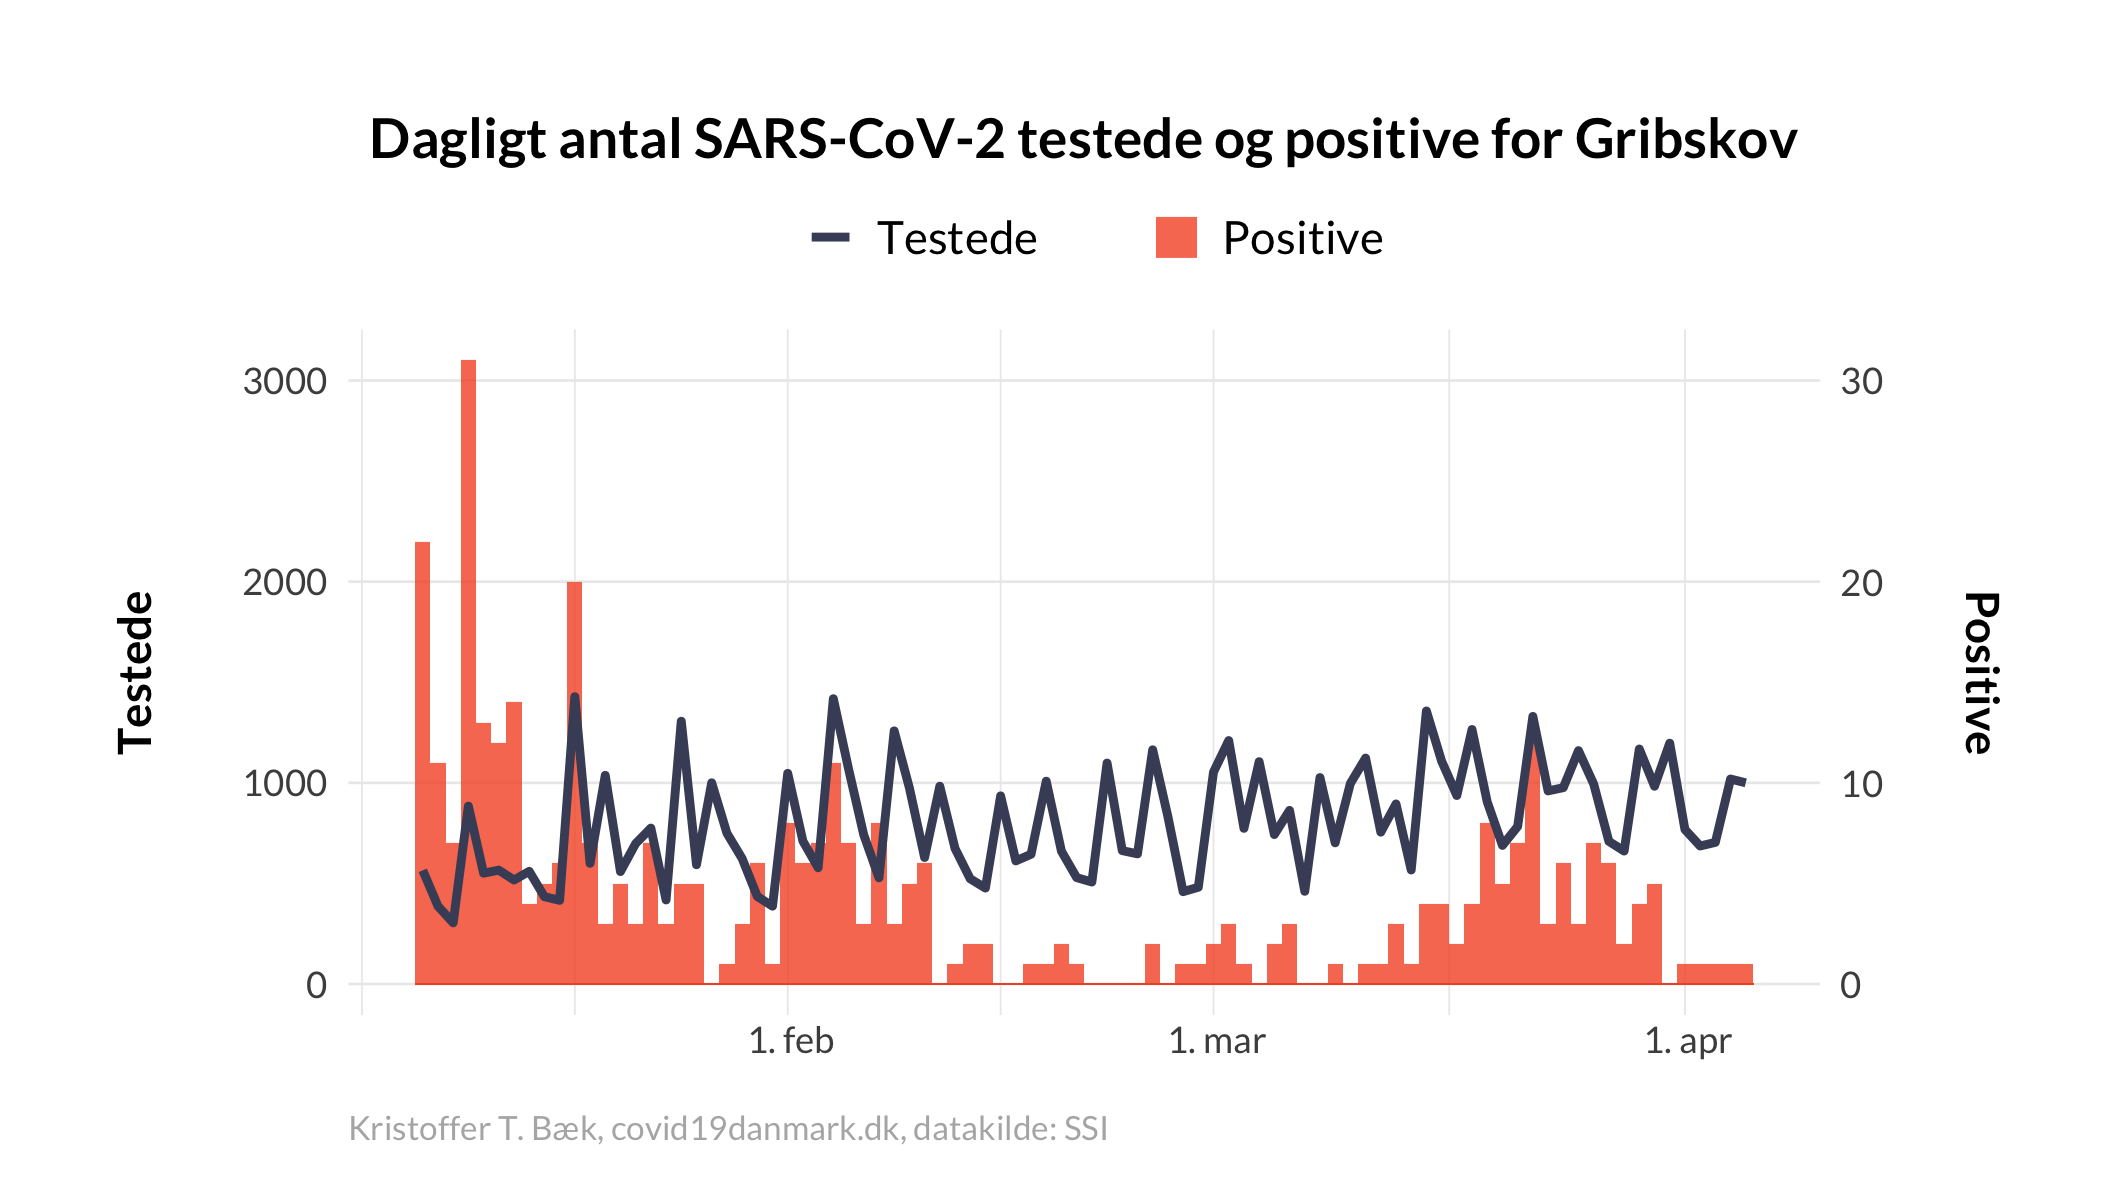 Dagligt antal SARS-CoV-2 testede og positive for Gribskov
Testede
Positive
3000
2000
1000
0
Testede
30
20
10
0
Positive
1. feb
1. mar
1. apr
Kristoffer T. Bæk, covid19danmark.dk, datakilde: SSI